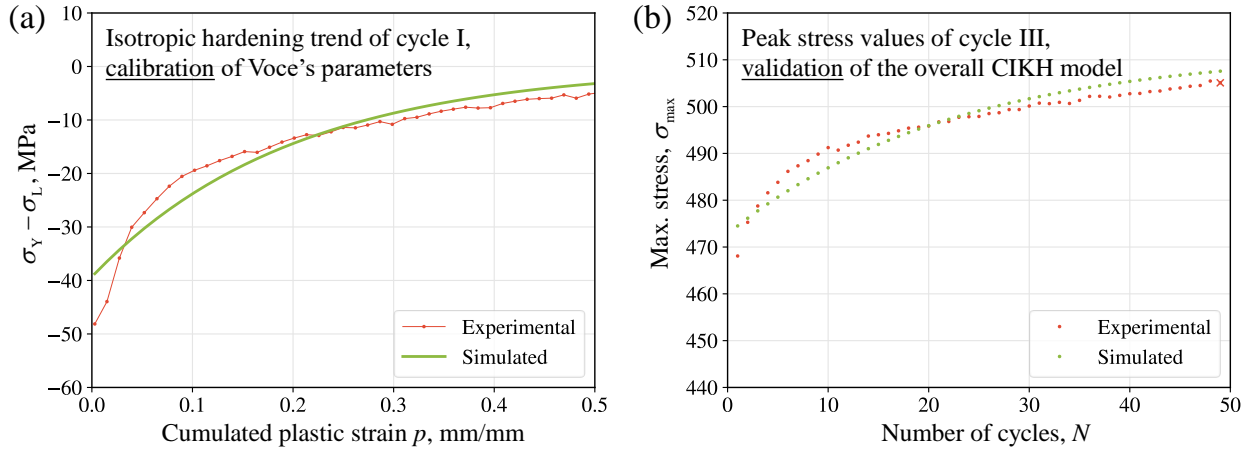 (a)
Isotropic hardening trend of cycle I,
calibration of Voce's parameters
10
0
−10
−20
−30
−40
−50
−60
σY − σL, MPa
Experimental
Simulated
0.0 0.1 0.2 0.3 0.4 0.5
Cumulated plastic strain p, mm/mm
(b)
Peak stress values of cycle III,
validation of the overall CIKH model
520
510
500
490
480
470
460
450
440
Max. stress, σmax
Experimental
Simulated
0 10 20 30 40 50
Number of cycles, N